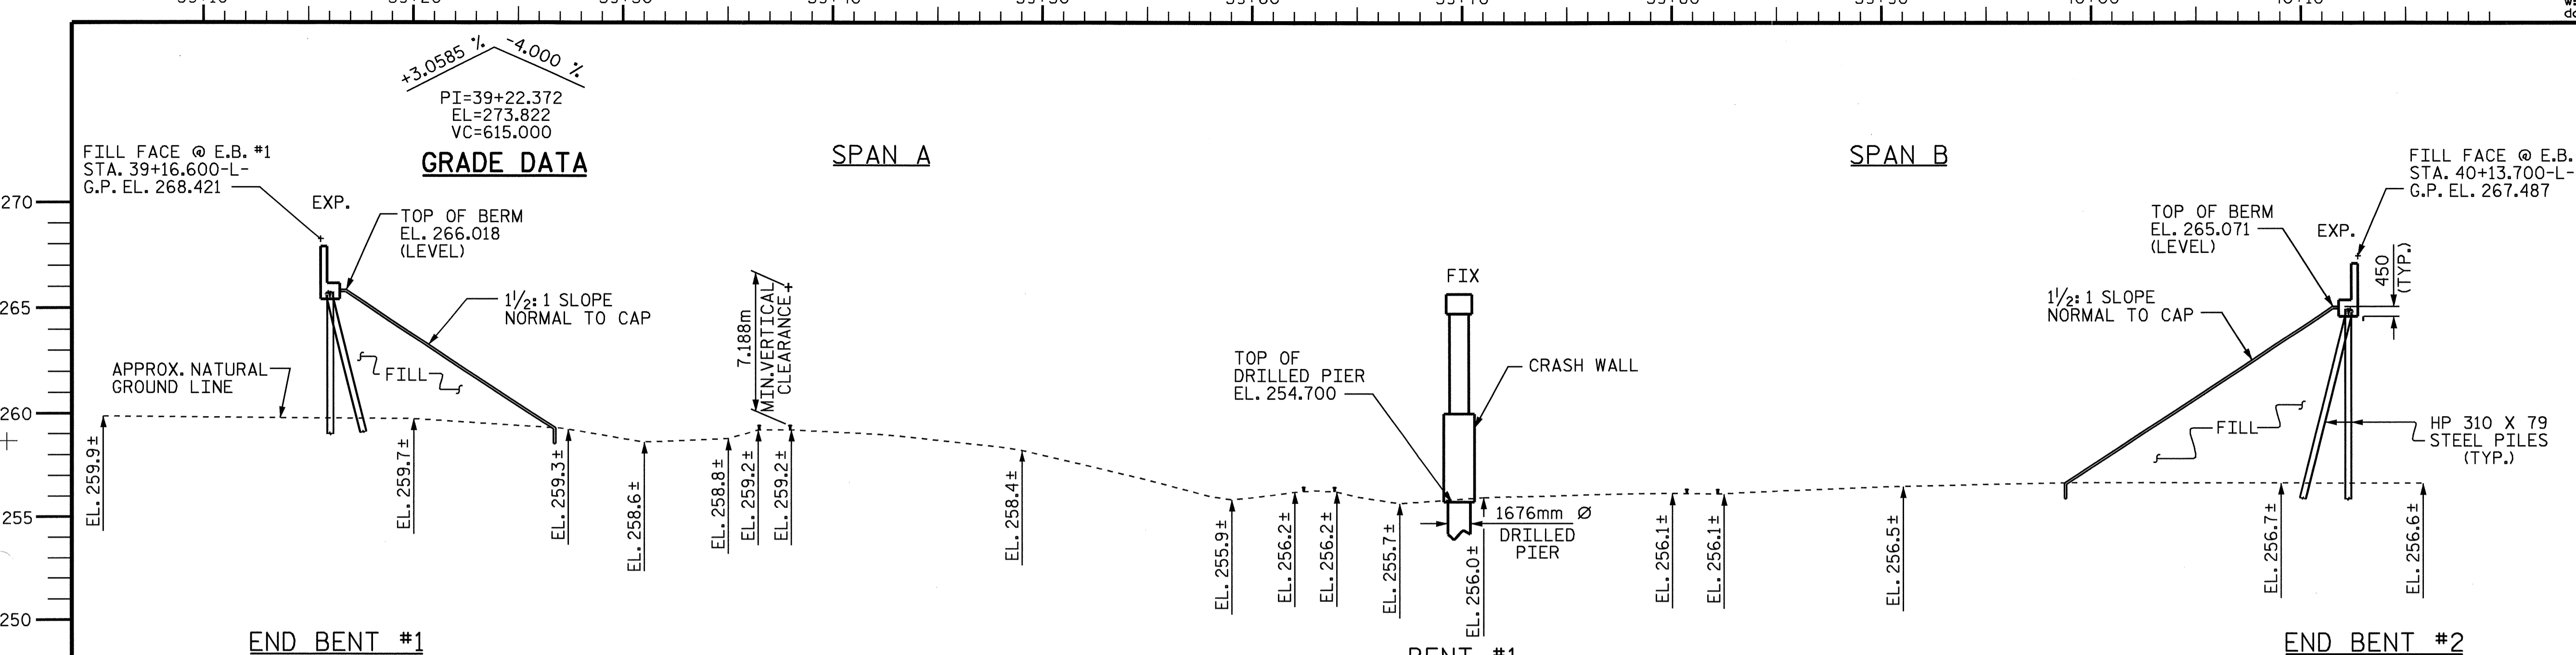 +3.0585 %
-4.000 %
PI=39+22.372
EL=273.822
VC=615.000
GRADE DATA
SPAN A
SPAN B
FILL FACE @ E.B. #1
STA. 39+16.600-L-
G.P. EL. 268.421
EXP.
TOP OF BERM
EL. 266.018
(LEVEL)
1 1/2: 1 SLOPE
NORMAL TO CAP
APPROX. NATURAL
GROUND LINE
FILL
7.188m
MIN. VERTICAL
CLEARANCE
FIX
TOP OF
DRILLED PIER
EL. 254.700
CRASH WALL
1676mm Ø
DRILLED
PIER
FILL FACE @ E.B.
STA. 40+13.700-L-
G.P. EL. 267.487
TOP OF BERM
EL. 265.071
(LEVEL)
EXP.
450
(TYP.)
1 1/2: 1 SLOPE
NORMAL TO CAP
FILL
HP 310 X 79
STEEL PILES
(TYP.)
270
265
260
255
250
EL. 259.9±
EL. 259.7±
EL. 259.3±
EL. 258.6±
EL. 258.8±
EL. 259.2±
EL. 259.2±
EL. 258.4±
EL. 255.9±
EL. 256.2±
EL. 256.2±
EL. 255.7±
EL. 256.0±
EL. 256.1±
EL. 256.1±
EL. 256.5±
EL. 256.7±
EL. 256.6±
END BENT #1
BENT #1
END BENT #2